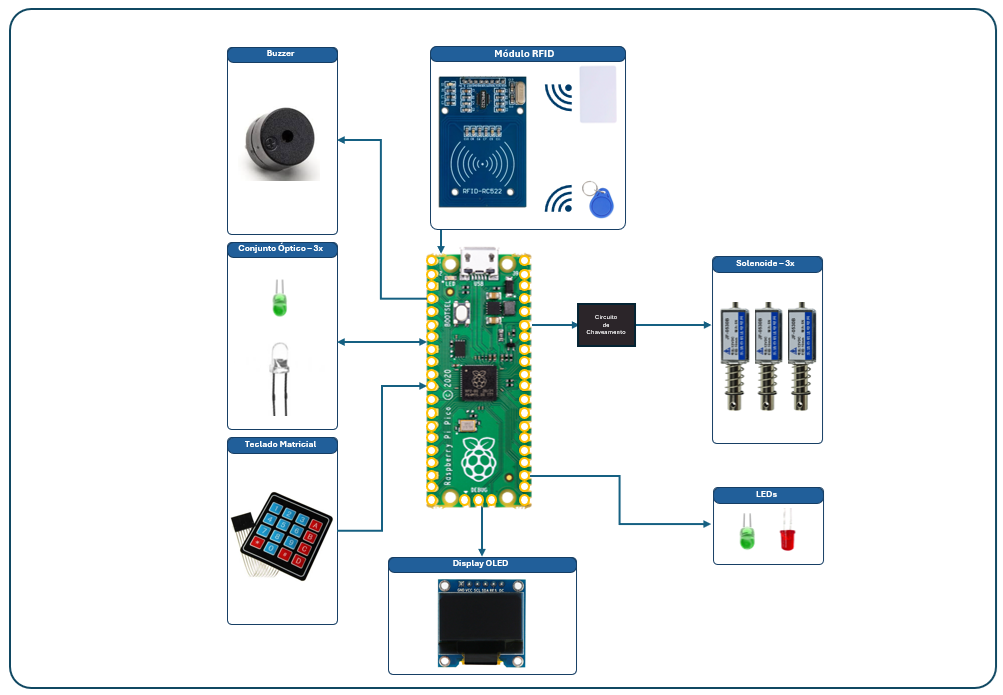 Buzzer
Módulo RFID
RFID-RC522
Conjunto Óptico – 3x
LED
USB
BOOTSEL
Raspberry Pi Pico © 2020
DEBUG
Circuito
de
Chaveamento
Solenoide – 3x
Teclado Matricial
1 2 3 A
4 5 6 B
7 8 9 C
* 0 # D
LEDs
Display OLED
GND VCC SCL SDA RES DC